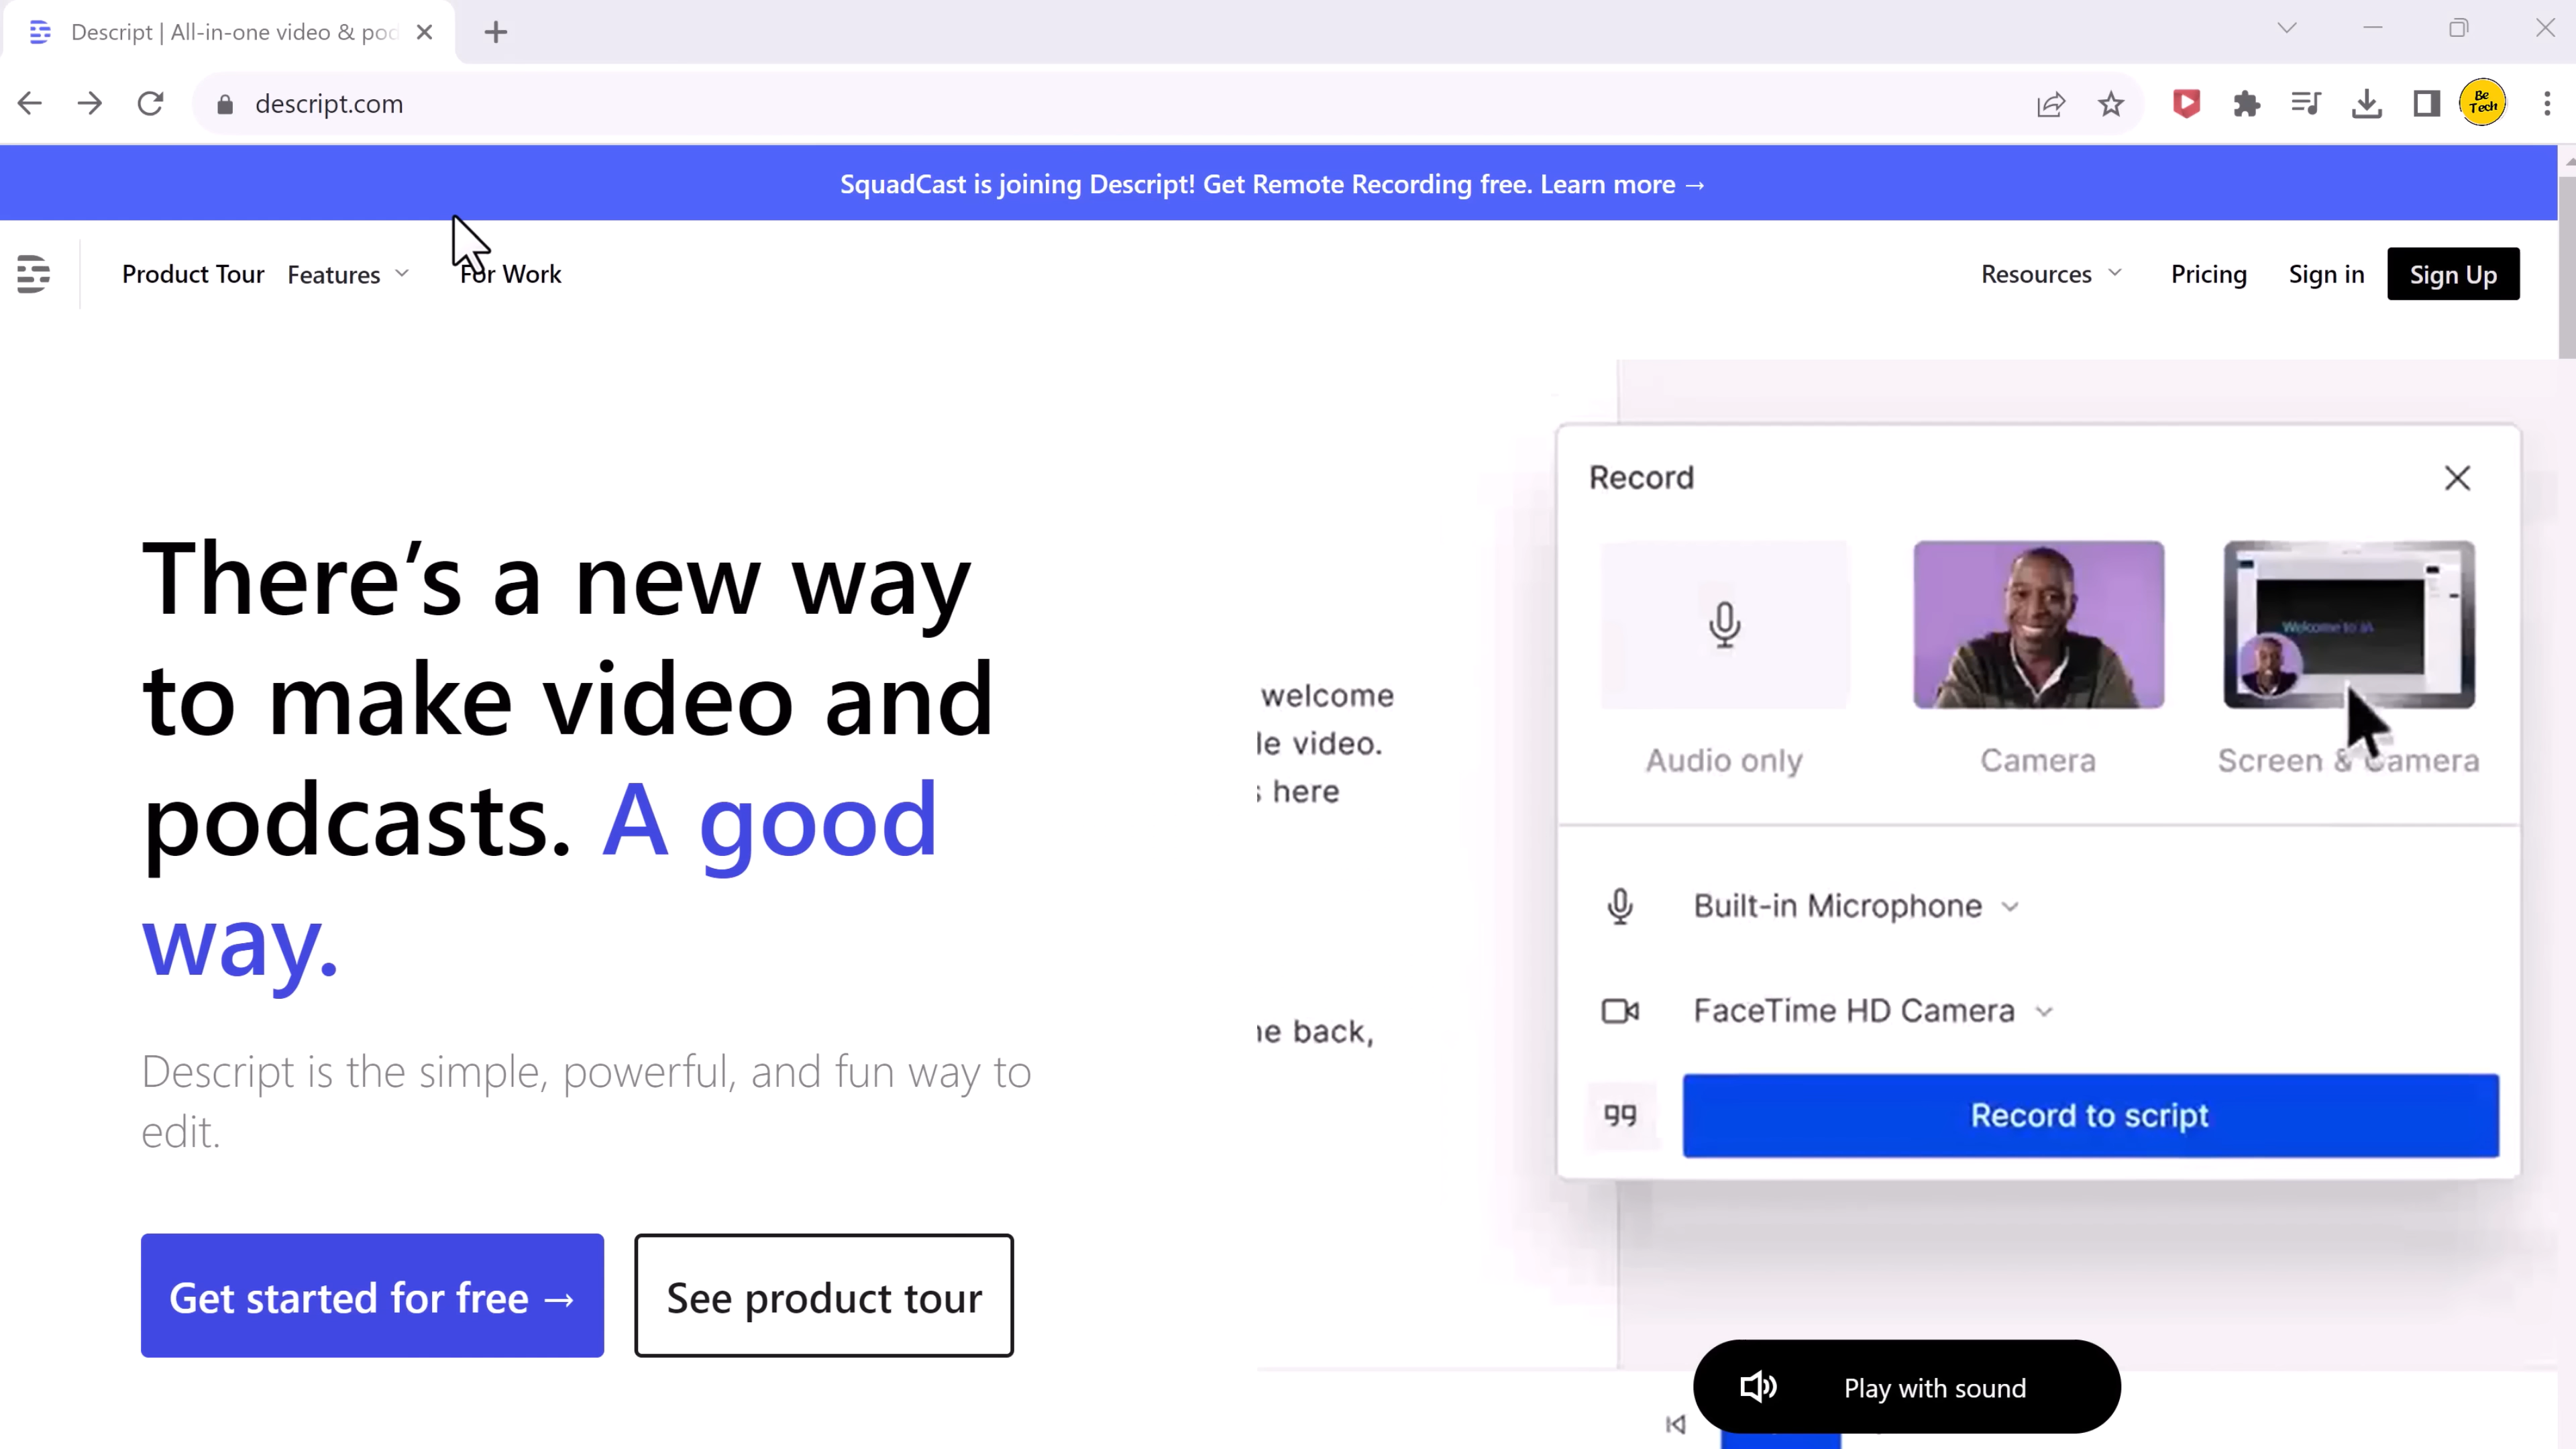 Descript | All-in-one video & pod
descript.com
Be
Tech
SquadCast is joining Descript! Get Remote Recording free. Learn more →
Product Tour Features For Work Resources Pricing Sign in Sign Up
There's a new way
to make video and
podcasts. A good
way.
Descript is the simple, powerful, and fun way to
edit.
Get started for free → See product tour
welcome
le video.
here
back,
Record
Welcome to
Audio only Camera Screen & Camera
Built-in Microphone
FaceTime HD Camera
Record to script
Play with sound